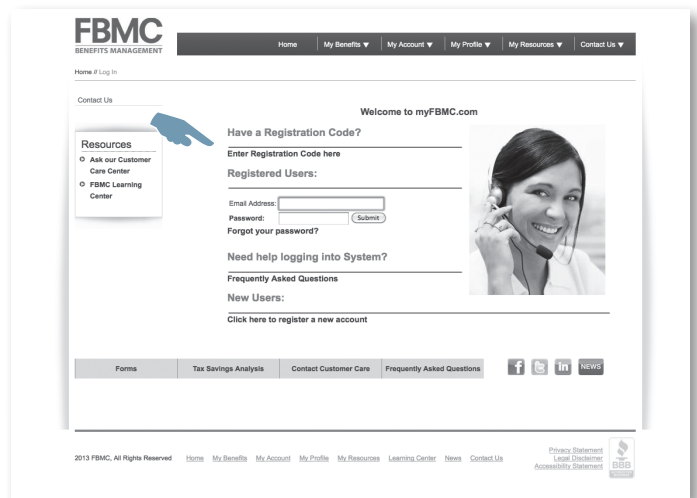 FBMC
BENEFITS MANAGEMENT
Home My Benefits ▼ My Account ▼ My Profile ▼ My Resources ▼ Contact Us ▼
Home // Log In
Contact Us
Resources
Ask our Customer
Care Center
FBMC Learning
Center
Welcome to myFBMC.com
Have a Registration Code?
Enter Registration Code here
Registered Users:
Email Address:
Password: Submit
Forgot your password?
Need help logging into System?
Frequently Asked Questions
New Users:
Click here to register a new account
Forms Tax Savings Analysis Contact Customer Care Frequently Asked Questions f t in NEWS
2013 FBMC, All Rights Reserved Home My Benefits My Account My Profile My Resources Learning Center News Contact Us
Privacy Statement
Legal Disclaimer
Accessibility Statement
BBB